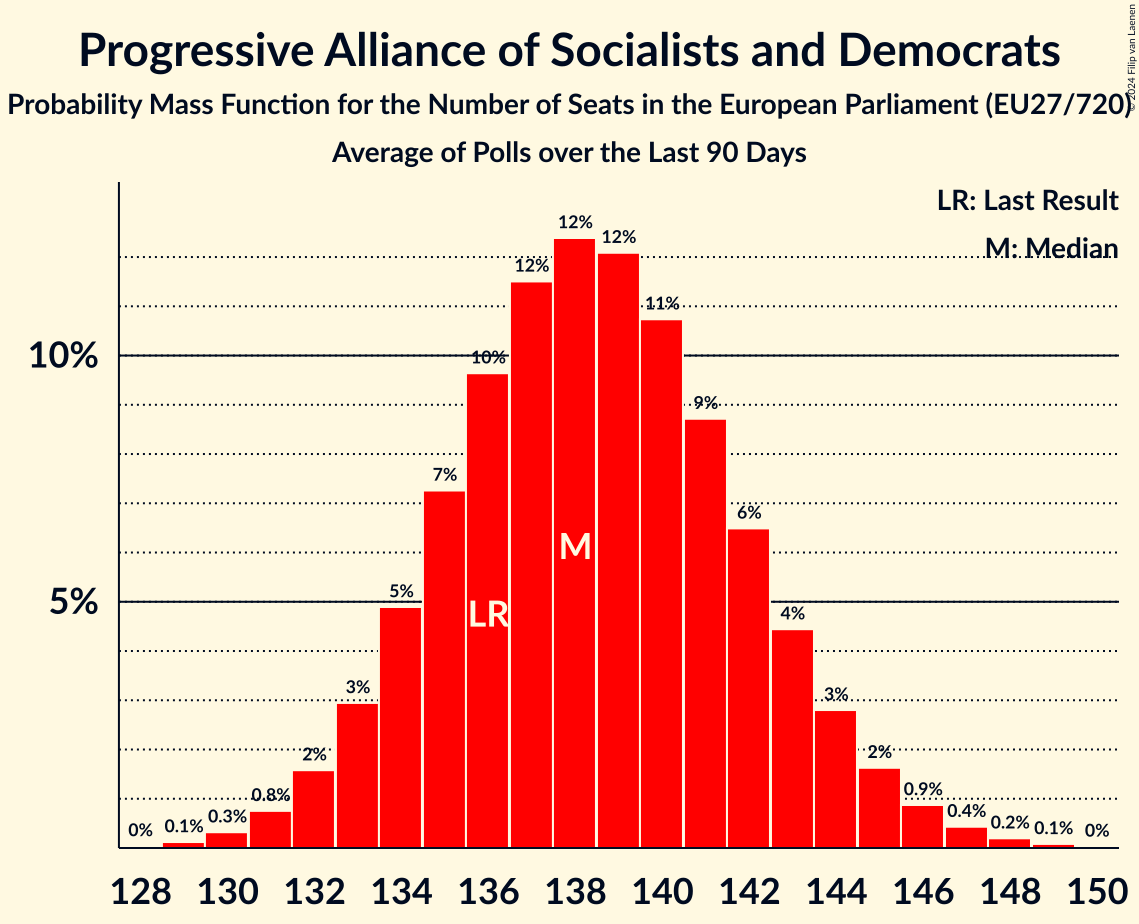 Progressive Alliance of Socialists and Democrats
Probability Mass Function for the Number of Seats in the European Parliament (EU27/720)
Average of Polls over the Last 90 Days
© 2024 Filip van Laenen
LR: Last Result
M: Median
10%
5%
0%
0.1%
0.3%
0.8%
2%
3%
5%
7%
10%
12%
12%
12%
11%
9%
6%
4%
3%
2%
0.9%
0.4%
0.2%
0.1%
0%
LR
M
128 130 132 134 136 138 140 142 144 146 148 150